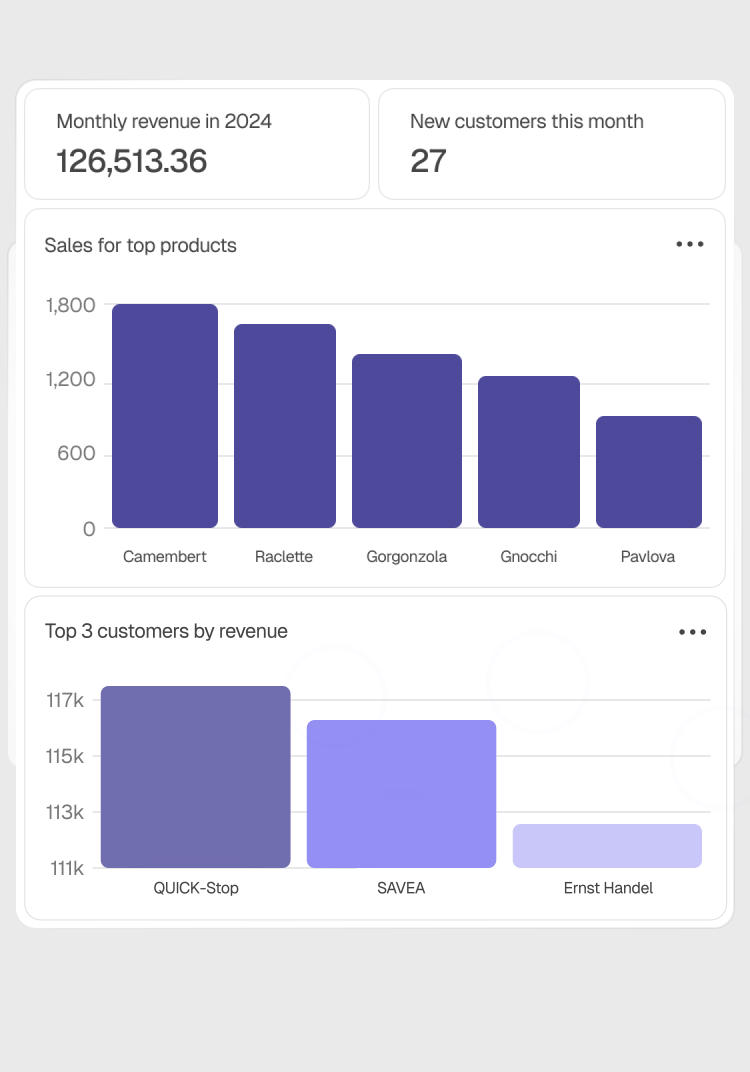 Monthly revenue in 2024
126,513.36
New customers this month
27
Sales for top products
1,800
1,200
600
0
Camembert
Raclette
Gorgonzola
Gnocchi
Pavlova
Top 3 customers by revenue
117k
115k
113k
111k
QUICK-Stop
SAVEA
Ernst Handel